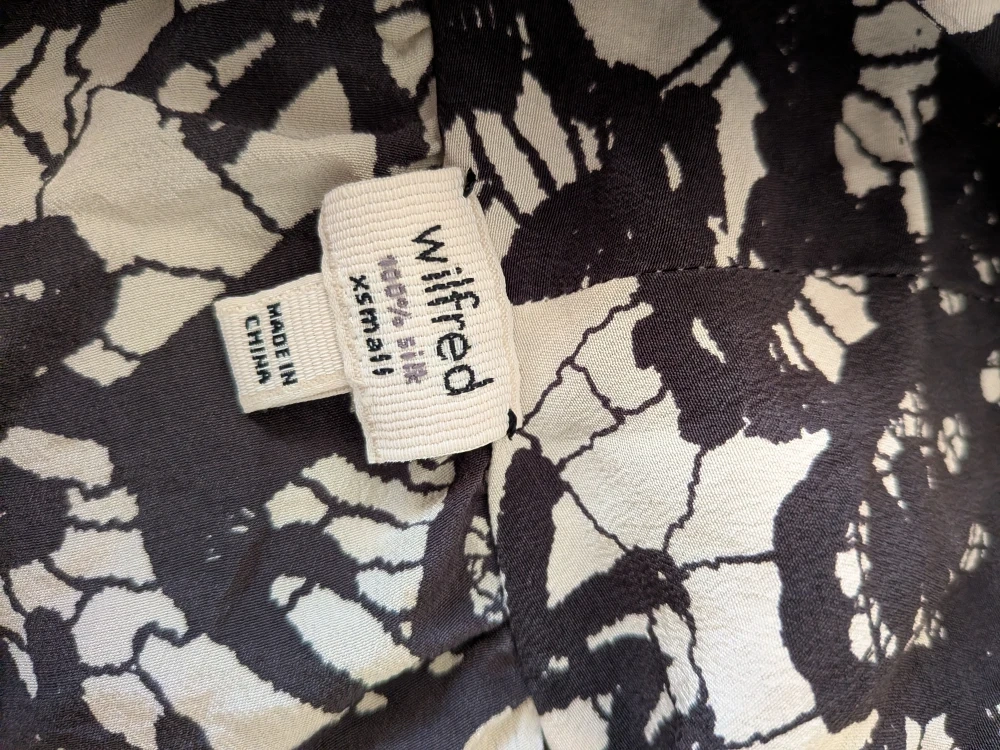 wilfred
100% silk
xsmall
MADE IN
CHINA